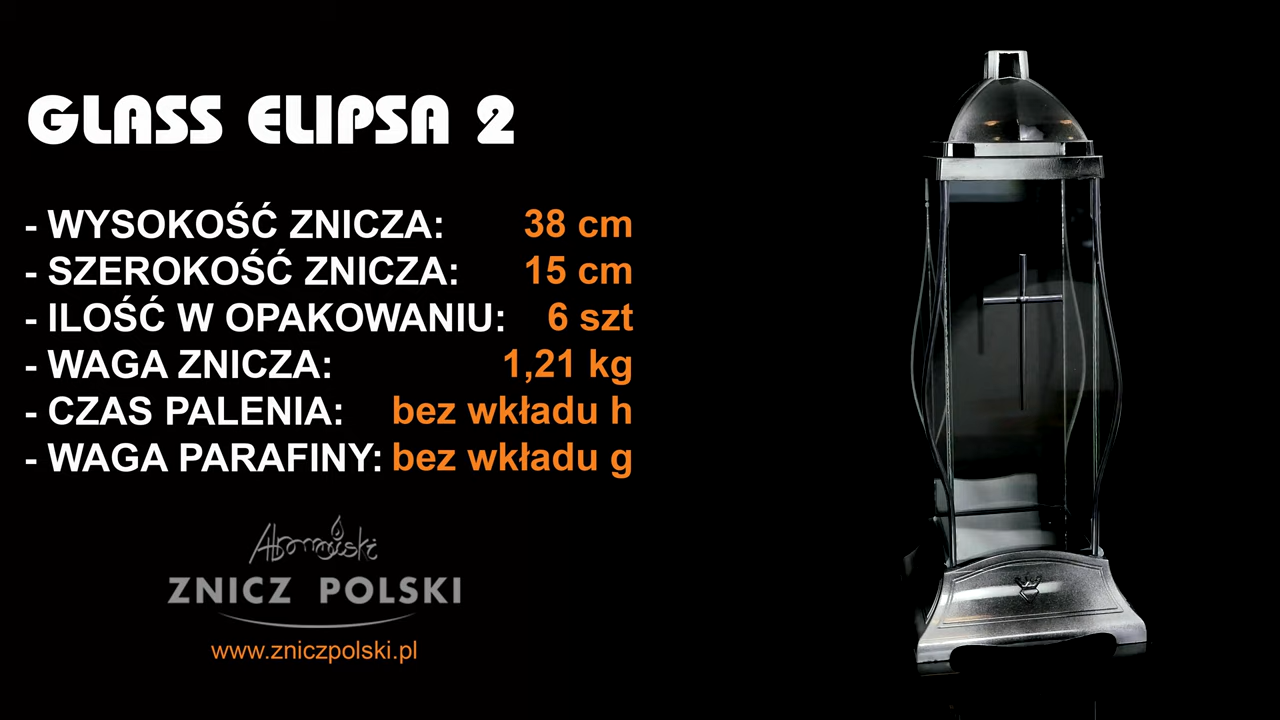 GLASS ELIPSA 2
- WYSOKOŚĆ ZNICZA: 38 cm
- SZEROKOŚĆ ZNICZA: 15 cm
- ILOŚĆ W OPAKOWANIU: 6 szt
- WAGA ZNICZA: 1,21 kg
- CZAS PALENIA: bez wkładu h
- WAGA PARAFINY: bez wkładu g
ZNICZ POLSKI
www.zniczpolski.pl